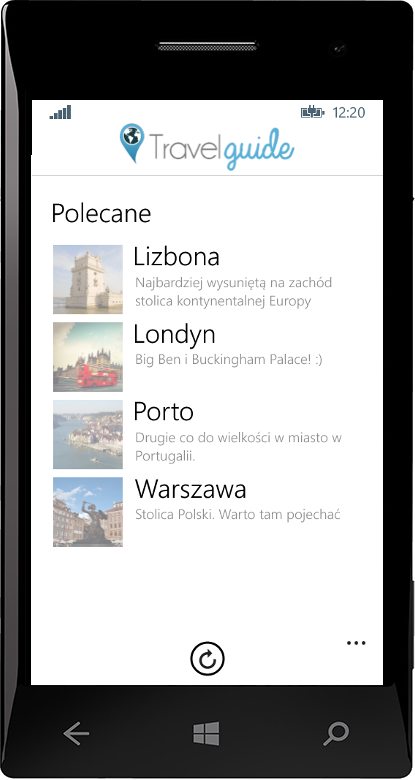 12:20
Travelguide
Polecane
Lizbona
Najbardziej wysuniętą na zachód
stolica kontynentalnej Europy
Londyn
Big Ben i Buckingham Palace! :)
Porto
Drugie co do wielkości w miasto w
Portugalii.
Warszawa
Stolica Polski. Warto tam pojechać